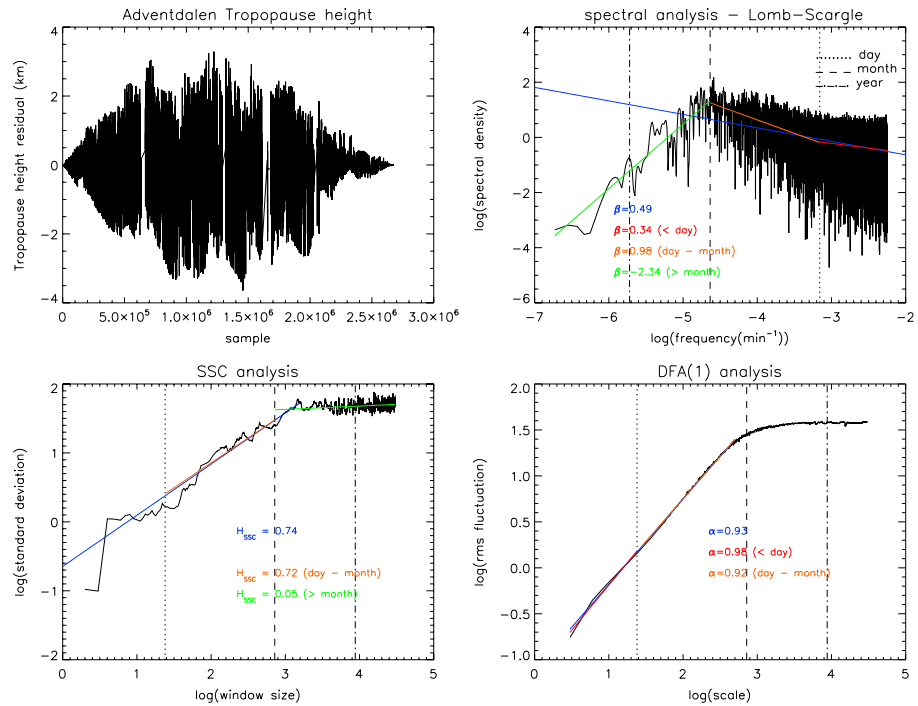 Adventdalen Tropopause height
Tropopause height residual (km)
4
2
0
−2
−4
0
5.0×10⁵
1.0×10⁶
1.5×10⁶
2.0×10⁶
2.5×10⁶
3.0×10⁶
sample
spectral analysis − Lomb−Scargle
log(spectral density)
4
2
0
−2
−4
−6
day
month
year
β=0.49
β=0.34 (< day)
β=0.98 (day − month)
β=−2.34 (> month)
−7
−6
−5
−4
−3
−2
log(frequency(min⁻¹))
SSC analysis
log(standard deviation)
2
1
0
−1
−2
H_ssc = 0.74
H_ssc = 0.72 (day − month)
H_ssc = 0.05 (> month)
0
1
2
3
4
5
log(window size)
DFA(1) analysis
log(rms fluctuation)
2.0
1.5
1.0
0.5
0.0
−0.5
−1.0
α=0.93
α=0.98 (< day)
α=0.92 (day − month)
0
1
2
3
4
5
log(scale)